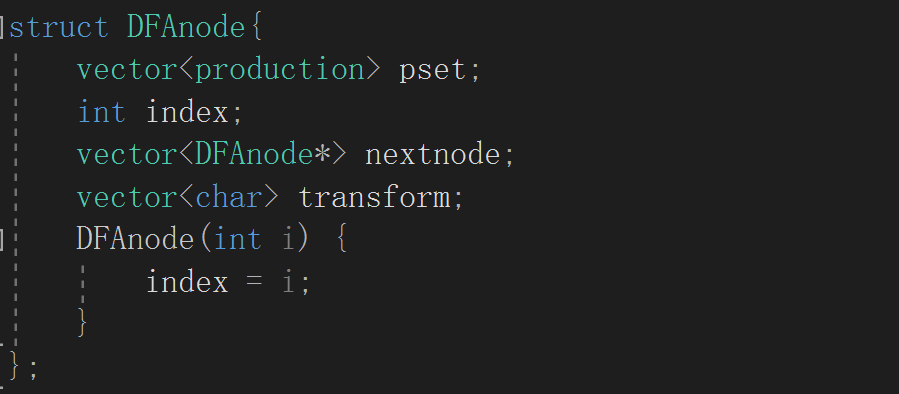 struct DFAnode{
    vector<production> pset;
    int index;
    vector<DFAnode*> nextnode;
    vector<char> transform;
    DFAnode(int i) {
        index = i;
    }
};